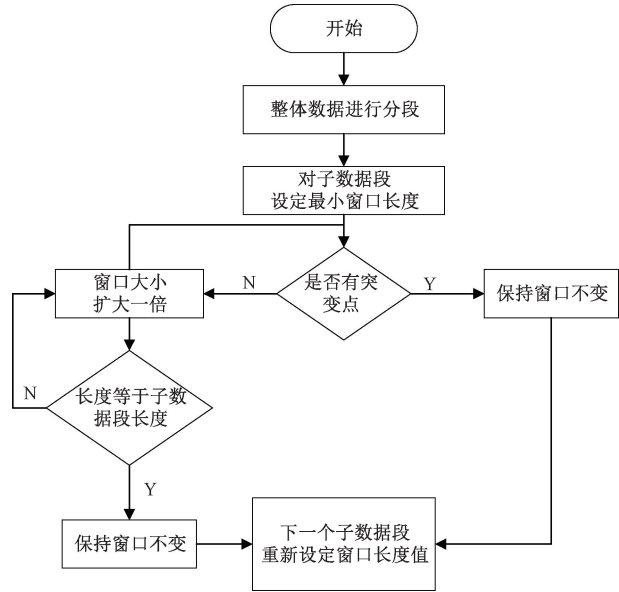 开始
整体数据进行分段
对子数据段
设定最小窗口长度
窗口大小
扩大一倍
N
是否有突
变点
Y
保持窗口不变
N
长度等于子数
据段长度
Y
保持窗口不变
下一个子数据段
重新设定窗口长度值